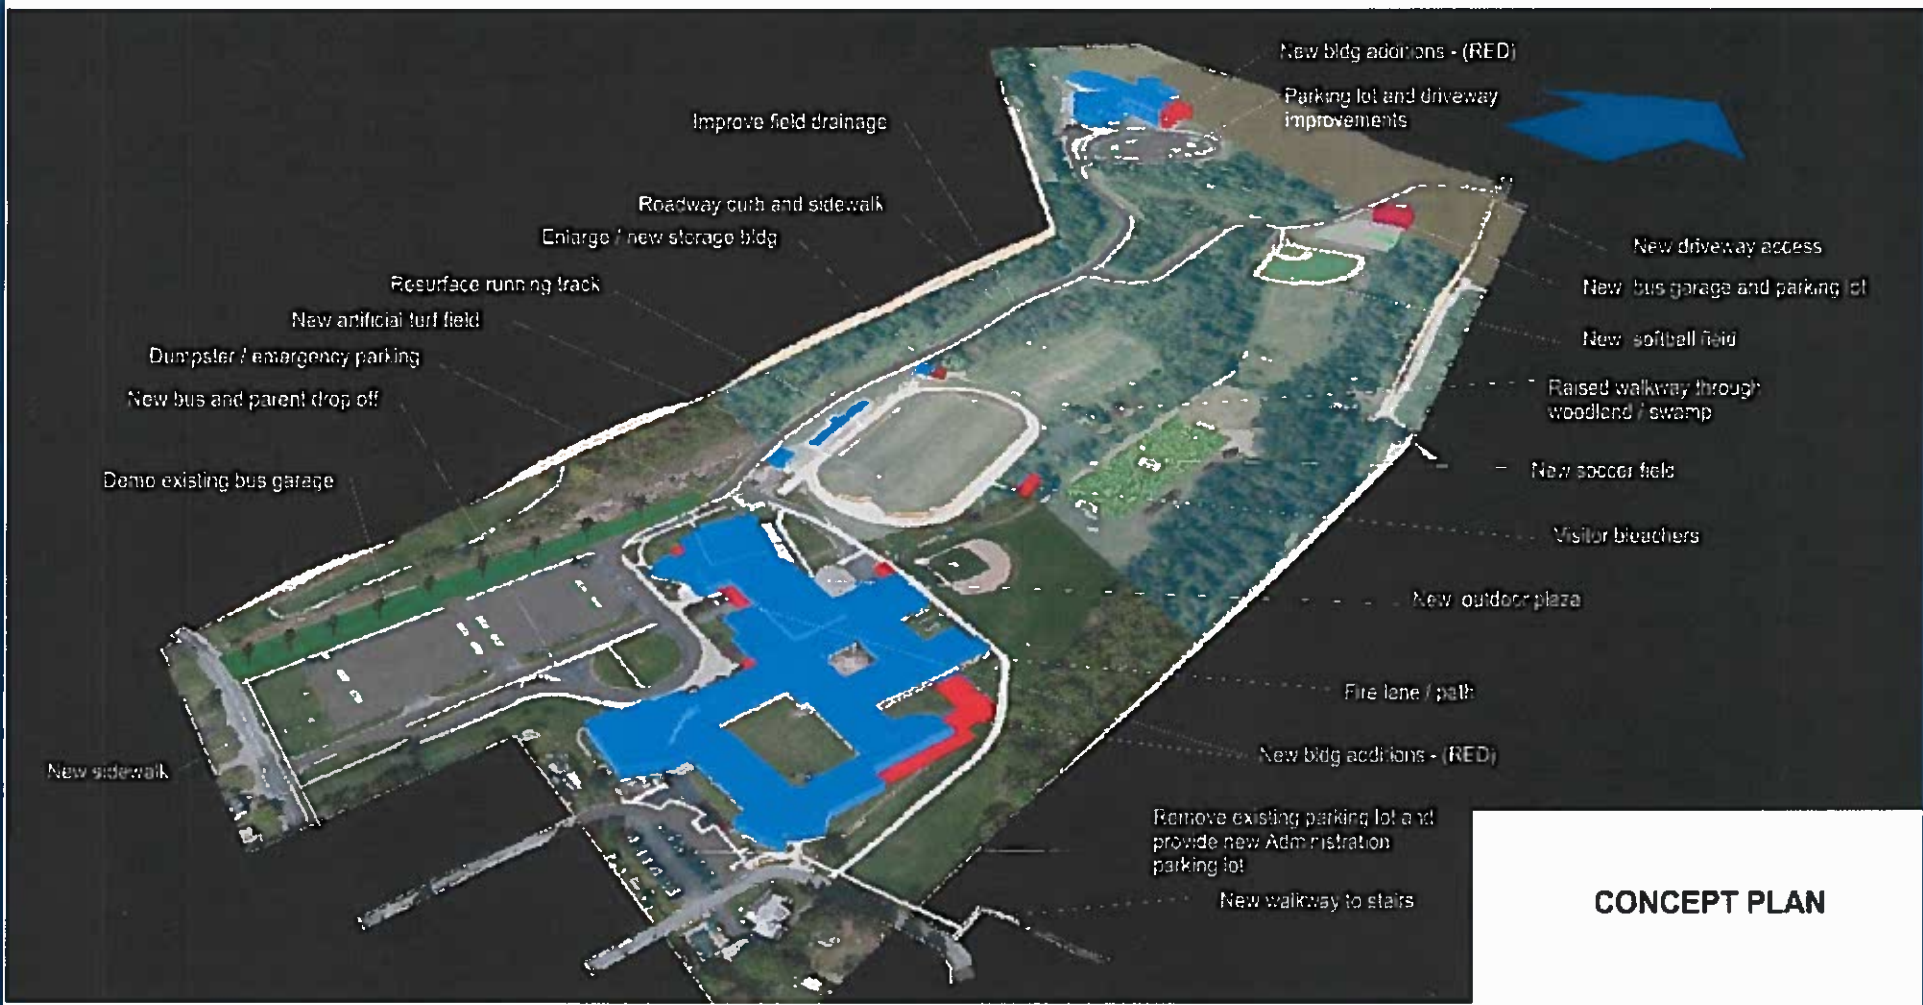 New bldg additions - (RED)
Parking lot and driveway
improvements
Improve field drainage
Roadway curb and sidewalk
Enlarge / new storage bldg
Resurface running track
New artificial turf field
Dumpster / emergency parking
New bus and parent drop off
Demo existing bus garage
New sidewalk
New driveway access
New bus garage and parking lot
New softball field
Raised walkway through
woodland / swamp
New soccer field
Visitor bleachers
New outdoor plaza
Fire lane / path
New bldg additions - (RED)
Remove existing parking lot and
provide new Administration
parking lot
New walkway to stairs
CONCEPT PLAN